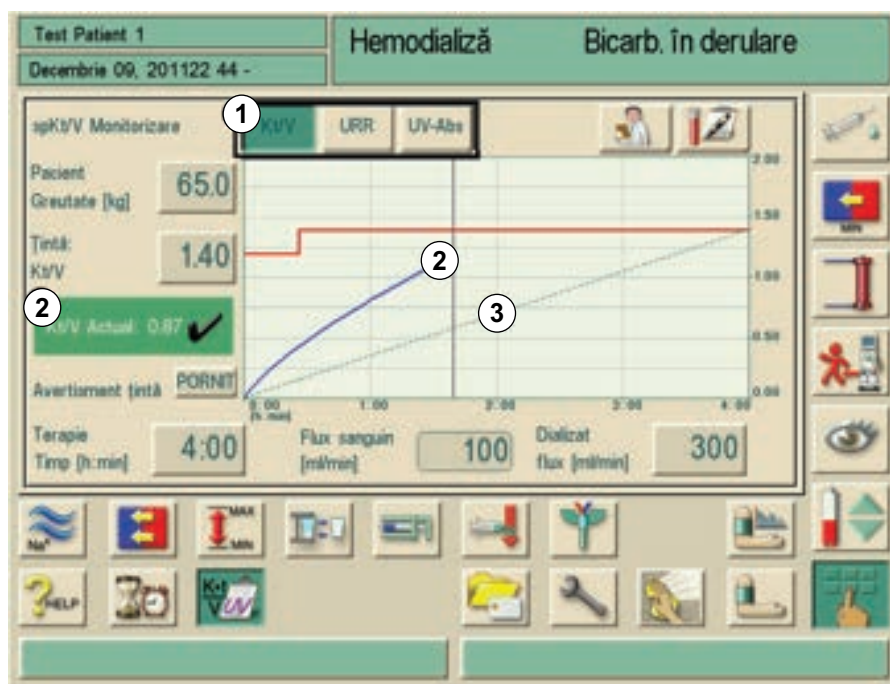 Test Patient 1
Decembrie 09, 201122 44 -
Hemodializă Bicarb. în derulare
spKt/V Monitorizare
1
Kt/V URR UV-Abs
Pacient
Greutate [kg]
65.0
Țintă:
Kt/V
1.40
2
Kt/V Actual: 0.87
Avertisment țintă PORNIT
2
3
2.00
1.50
1.00
0.50
0.00
0:00 1:00 2:00 3:00 4:00
(h:min)
Terapie
Timp [h:min]
4:00
Flux sanguin
[ml/min]
100
Dializat
flux [ml/min]
300
MIN
Na+
MAX
MIN
?HELP
K•t
V UV